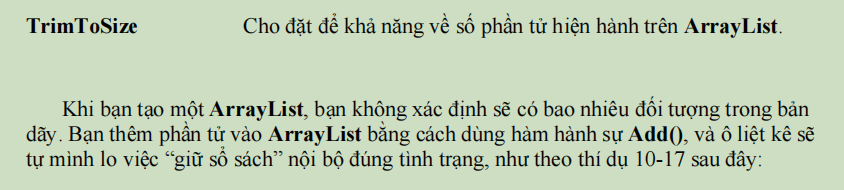 TrimToSize Cho đặt để khả năng về số phần tử hiện hành trên ArrayList.
Khi bạn tạo một ArrayList, bạn không xác định sẽ có bao nhiêu đối tượng trong bản
dãy. Bạn thêm phần tử vào ArrayList bằng cách dùng hàm hành sự Add(), và ô liệt kê sẽ
tự mình lo việc “giữ sổ sách” nội bộ đúng tình trạng, như theo thí dụ 10-17 sau đây: